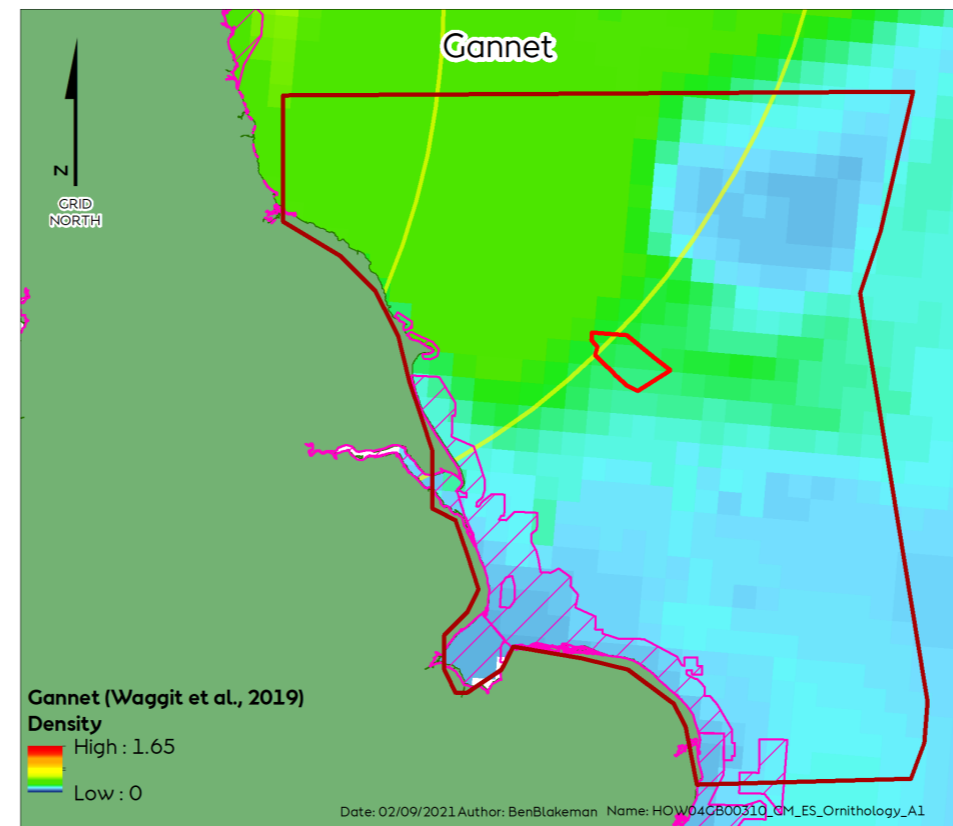 Gannet
N
GRID
NORTH
Gannet (Waggit et al., 2019)
Density
High : 1.65
Low : 0
Date: 02/09/2021 Author: BenBlakeman Name: HOW04GB00310_CM_ES_Ornithology_A1